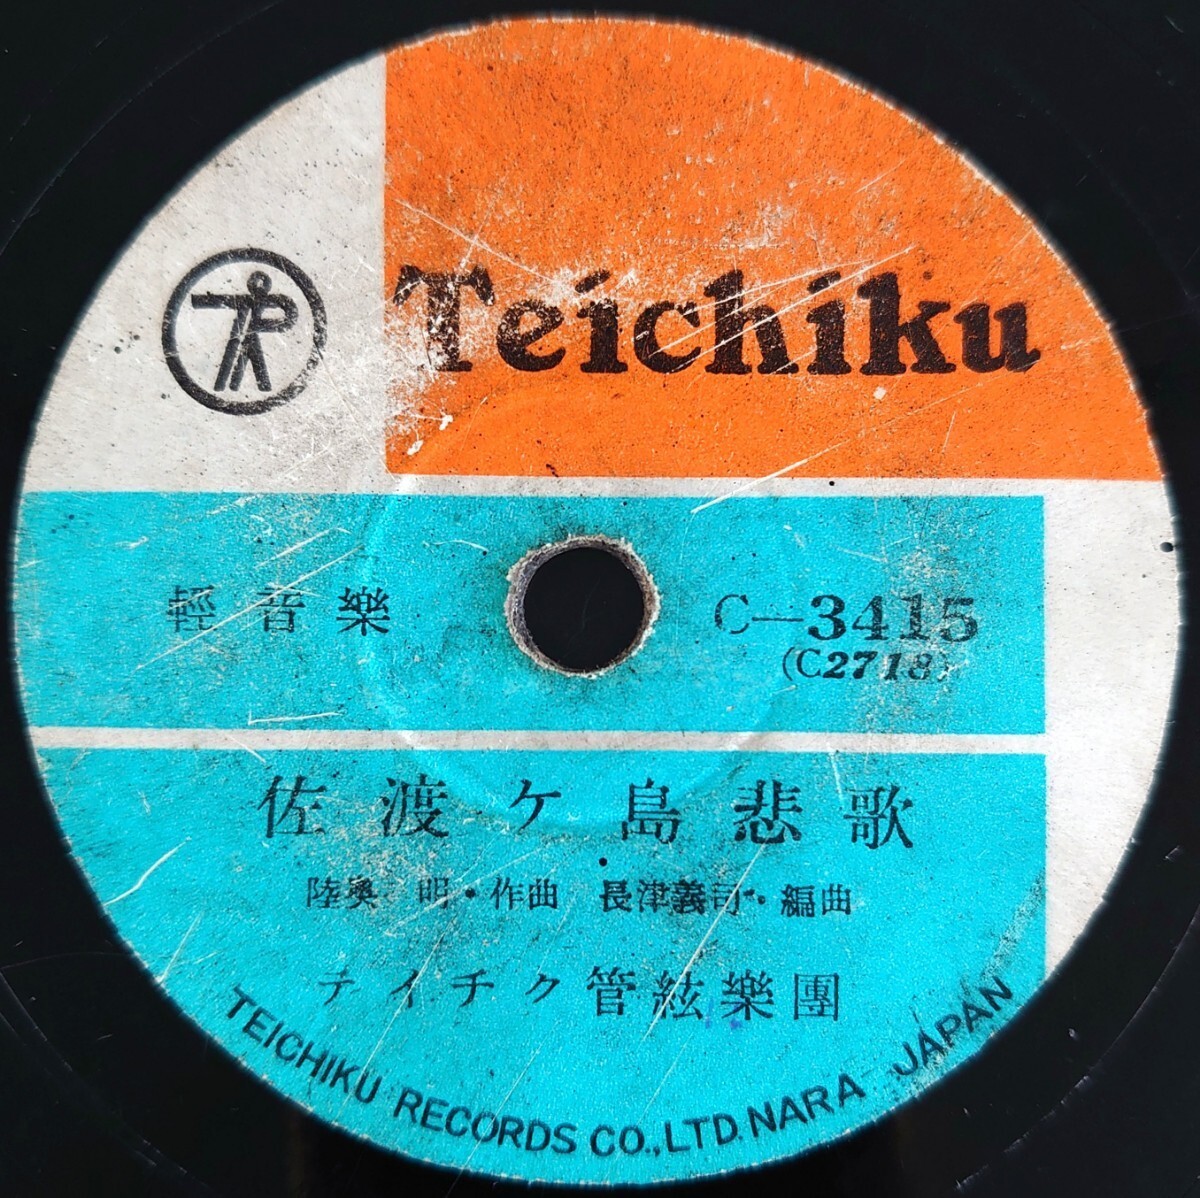 Teichiku
輕音樂
C—3415
(C2718)
佐渡ケ島悲歌
陸奥 明・作曲 長津義司・編曲
テイチク管絃樂團
TEICHIKU RECORDS CO.,LTD. NARA JAPAN